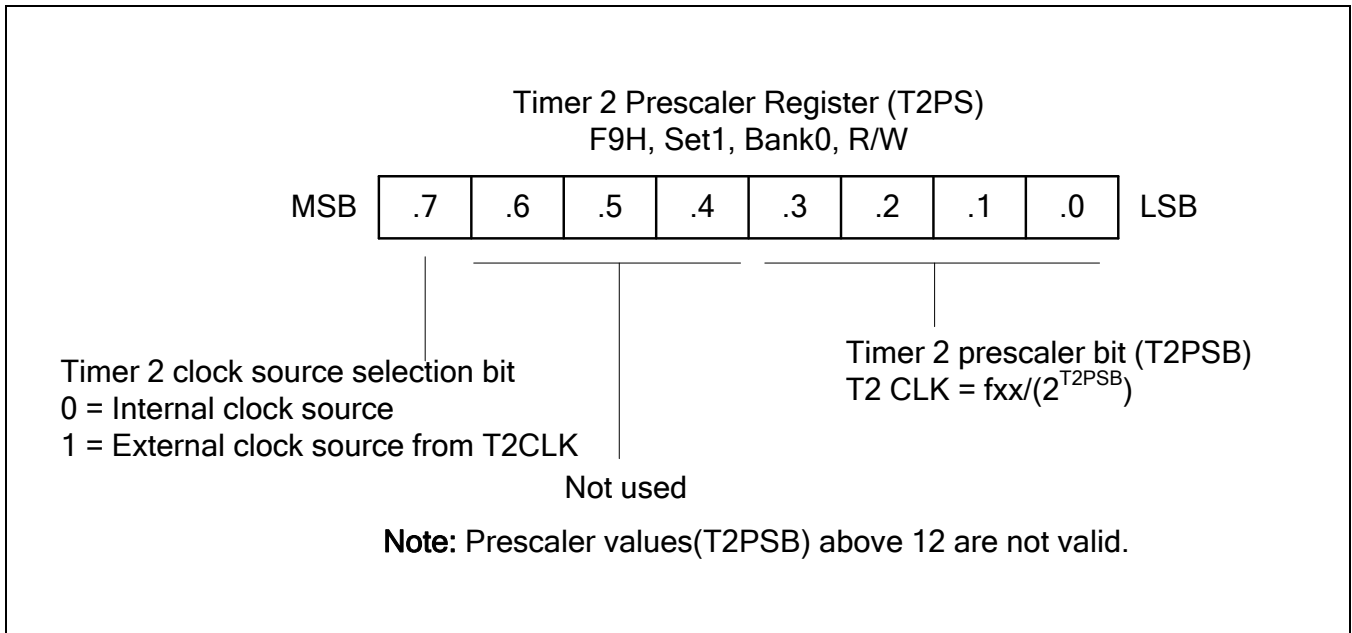 Timer 2 Prescaler Register (T2PS)
F9H, Set1, Bank0, R/W
MSB .7 .6 .5 .4 .3 .2 .1 .0 LSB
Timer 2 clock source selection bit
0 = Internal clock source
1 = External clock source from T2CLK
Not used
Timer 2 prescaler bit (T2PSB)
T2 CLK = fxx/(2^T2PSB)
Note: Prescaler values(T2PSB) above 12 are not valid.